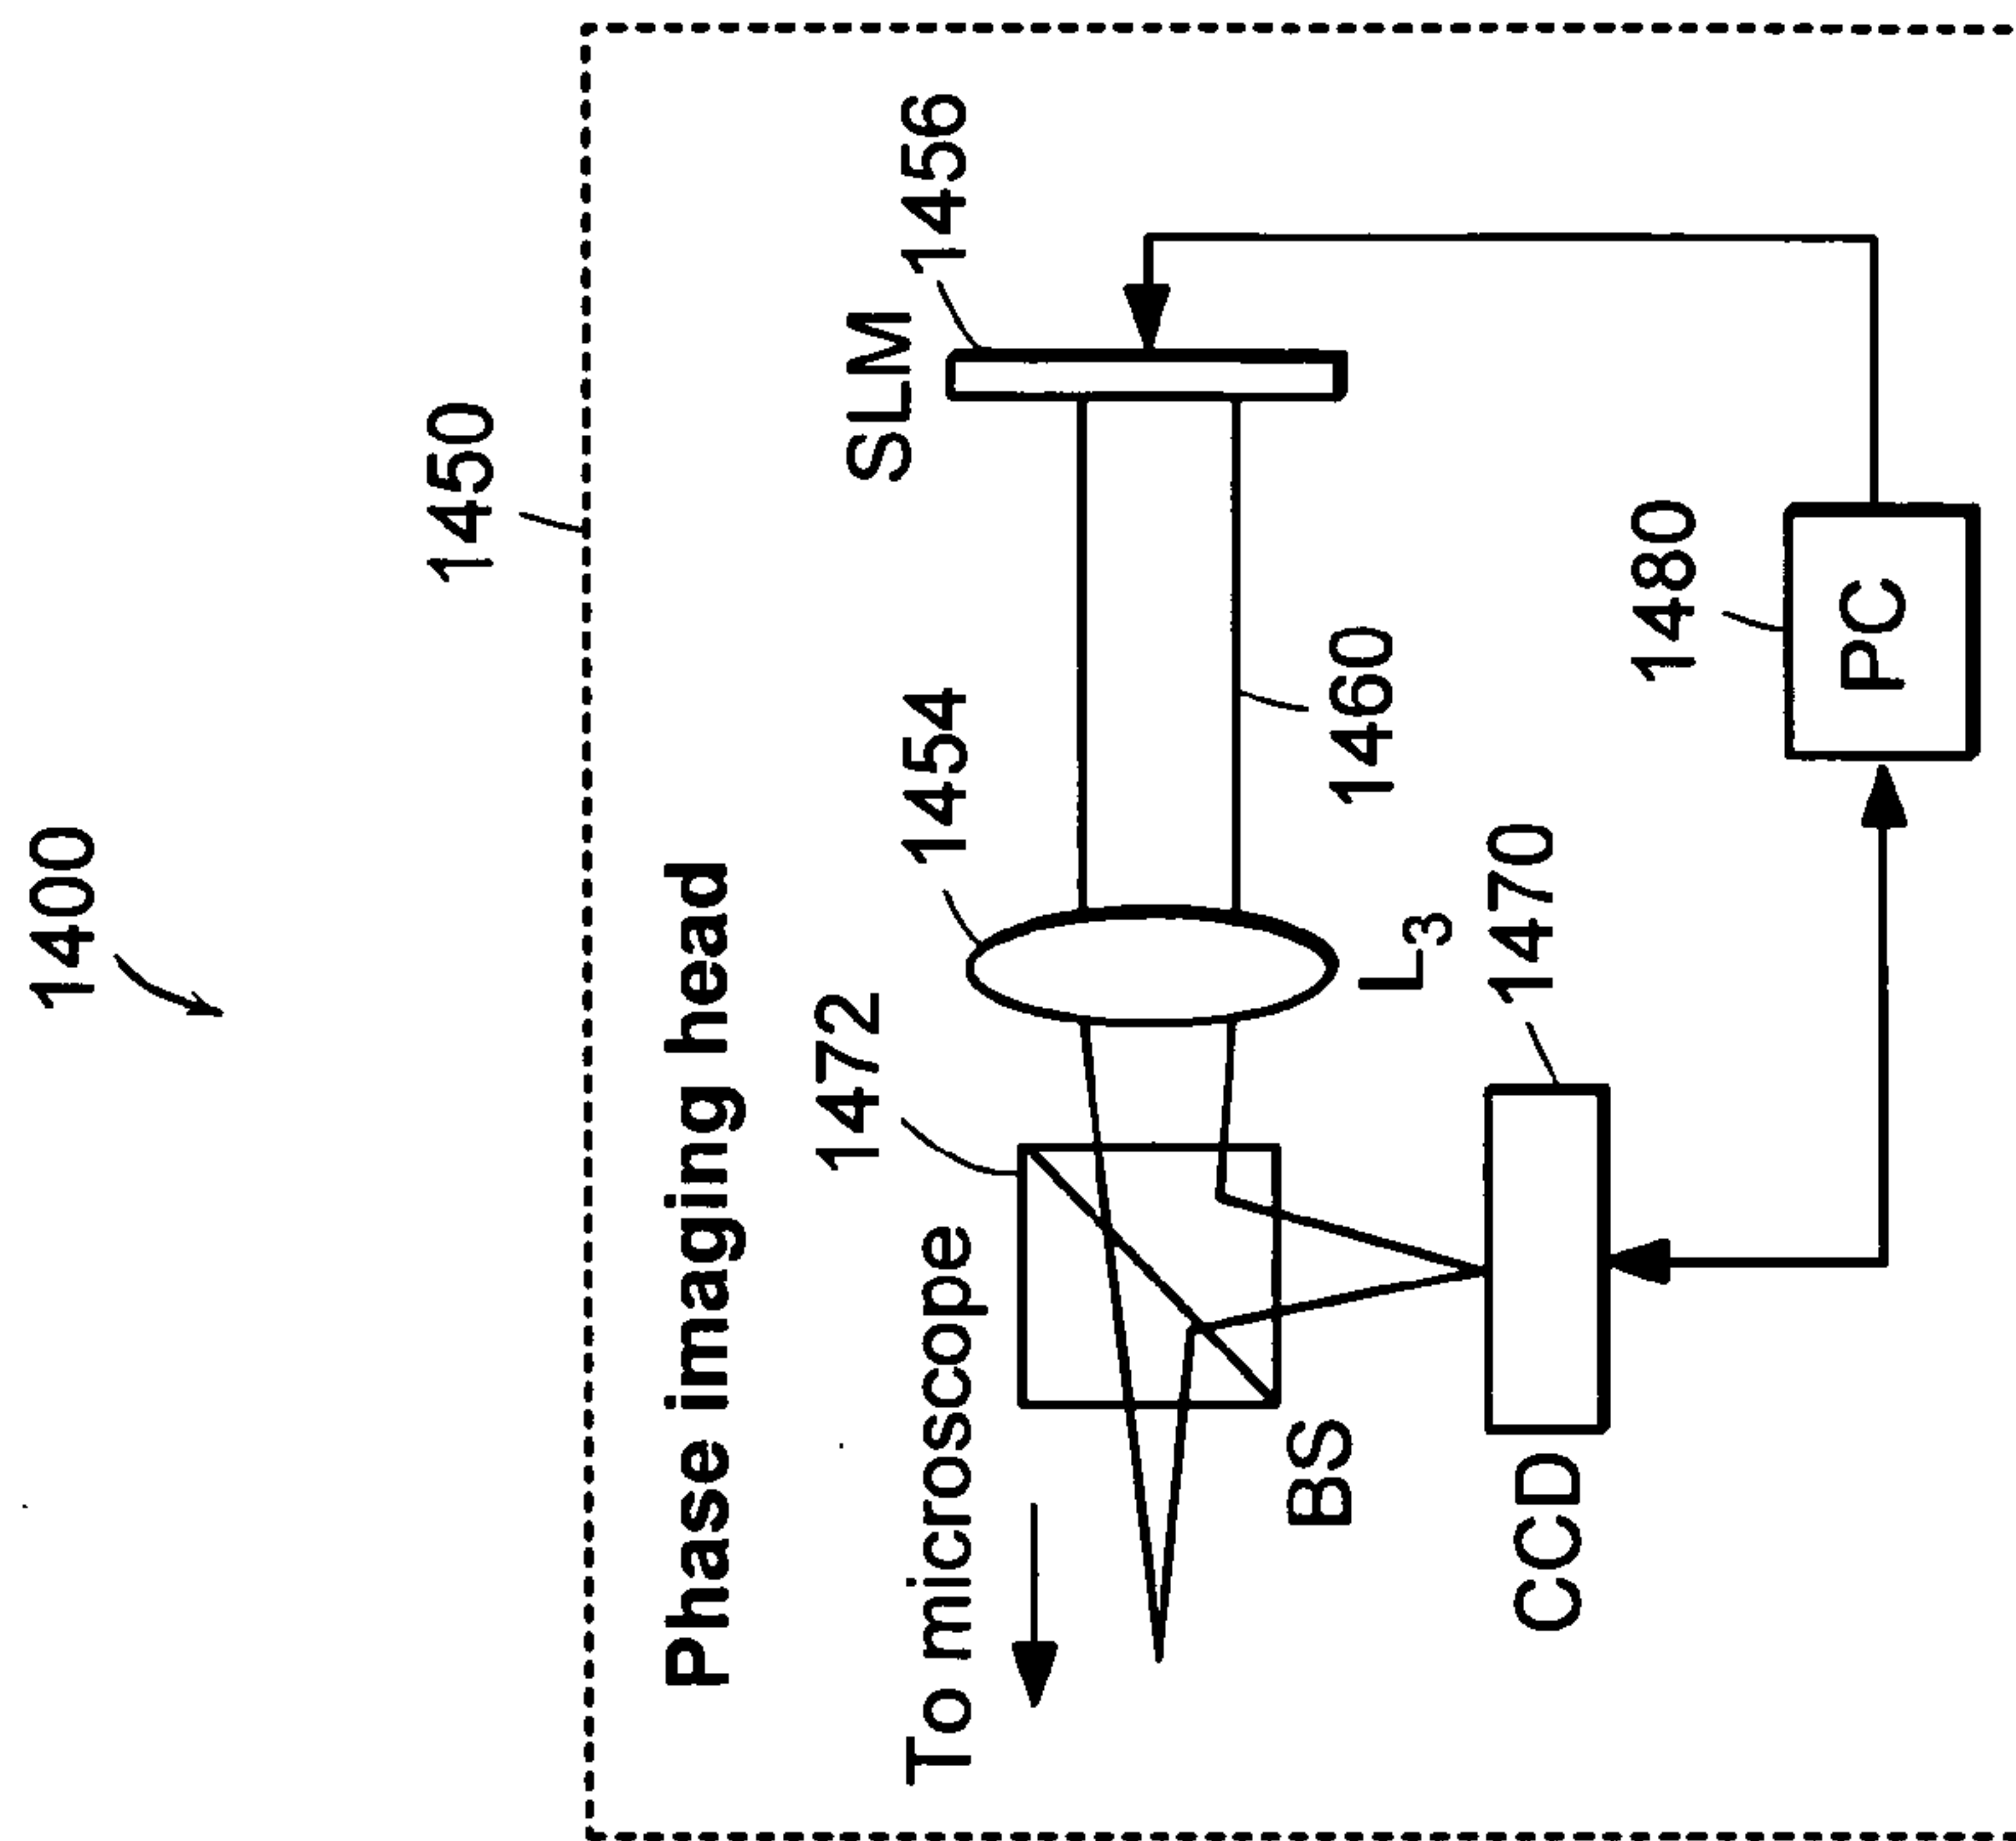 1400
1450
Phase imaging head
SLM
1456
1454
1472
To microscope
BS
L3
1460
1470
CCD
1480
PC